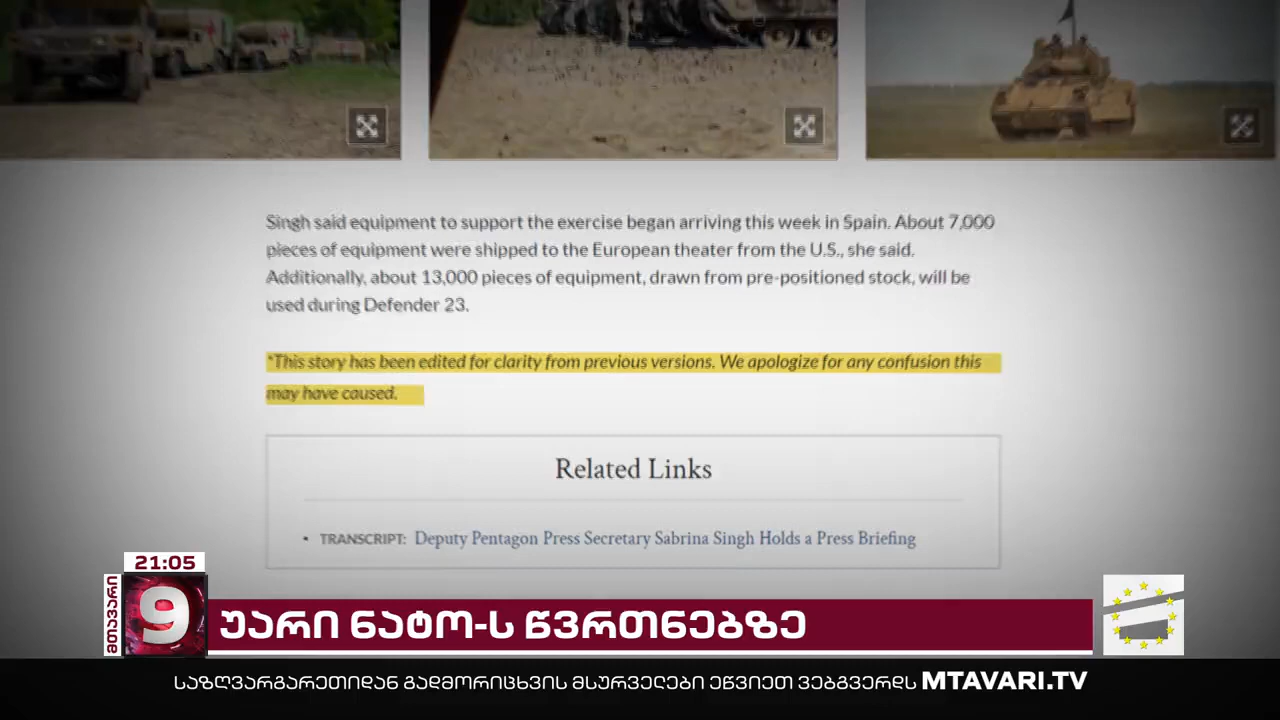 Singh said equipment to support the exercise began arriving this week in Spain. About 7,000
pieces of equipment were shipped to the European theater from the U.S., she said.
Additionally, about 13,000 pieces of equipment, drawn from pre-positioned stock, will be
used during Defender 23.
*This story has been edited for clarity from previous versions. We apologize for any confusion this
may have caused.
Related Links
• TRANSCRIPT: Deputy Pentagon Press Secretary Sabrina Singh Holds a Press Briefing
21:05
მთავარი
9
უარი ნატო-ს წვრთნებზე
საზღვარგარეთიდან გადმორიცხვის მსურველები ეწვიეთ ვებგვერდს MTAVARI.TV